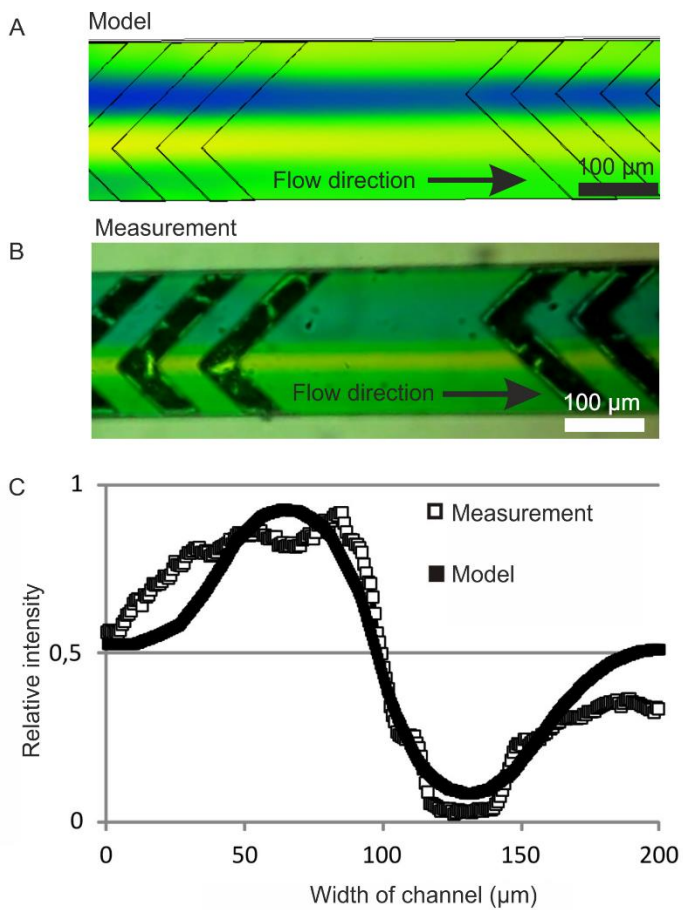 A
Model
Flow direction
100 µm
Measurement
B
Flow direction
100 µm
C
1
Measurement
Model
Relative intensity
0,5
0
0
50
100
150
200
Width of channel (µm)